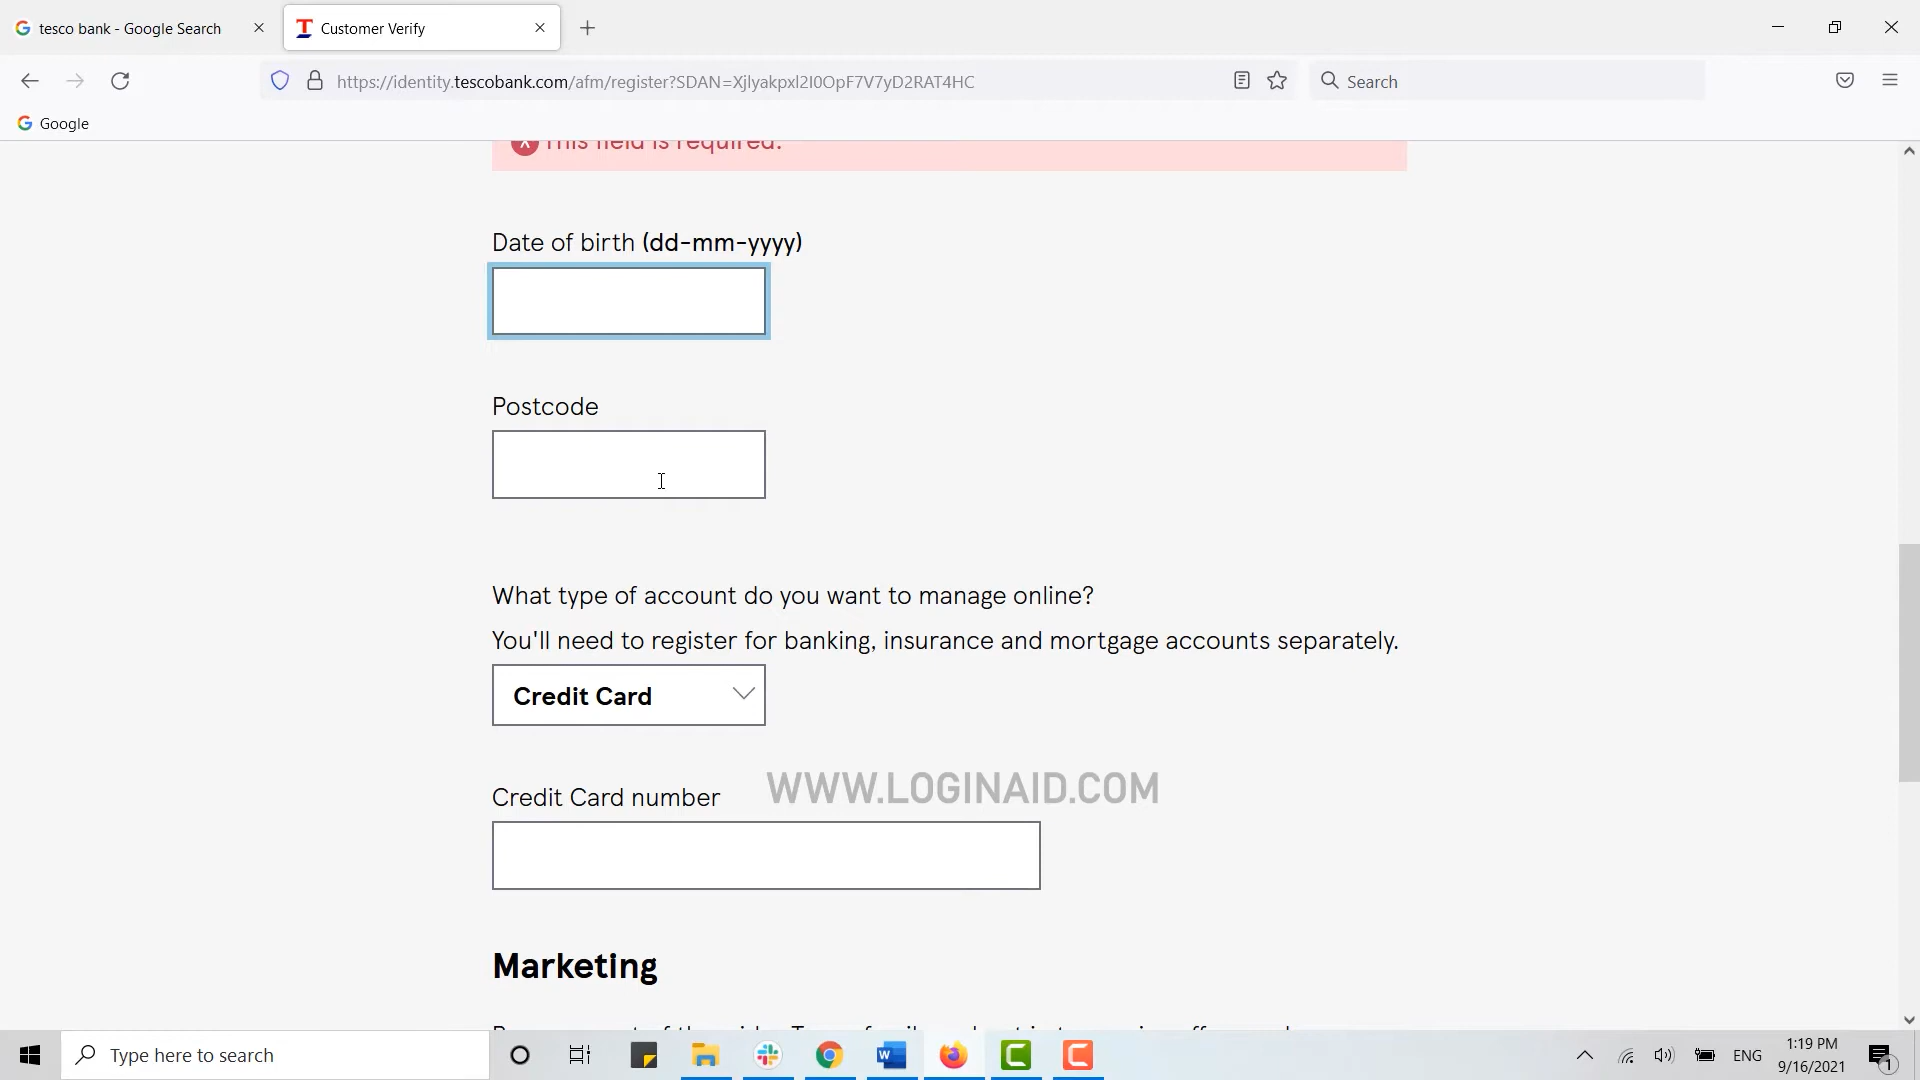 tesco bank - Google Search
Customer Verify
https://identity.tescobank.com/afm/register?SDAN=Xjlyakpxl2I0OpF7V7yD2RAT4HC
Search
Google
This field is required.
Date of birth (dd-mm-yyyy)
Postcode
What type of account do you want to manage online?
You'll need to register for banking, insurance and mortgage accounts separately.
Credit Card
WWW.LOGINAID.COM
Credit Card number
Marketing
Type here to search
ENG
1:19 PM
9/16/2021
1